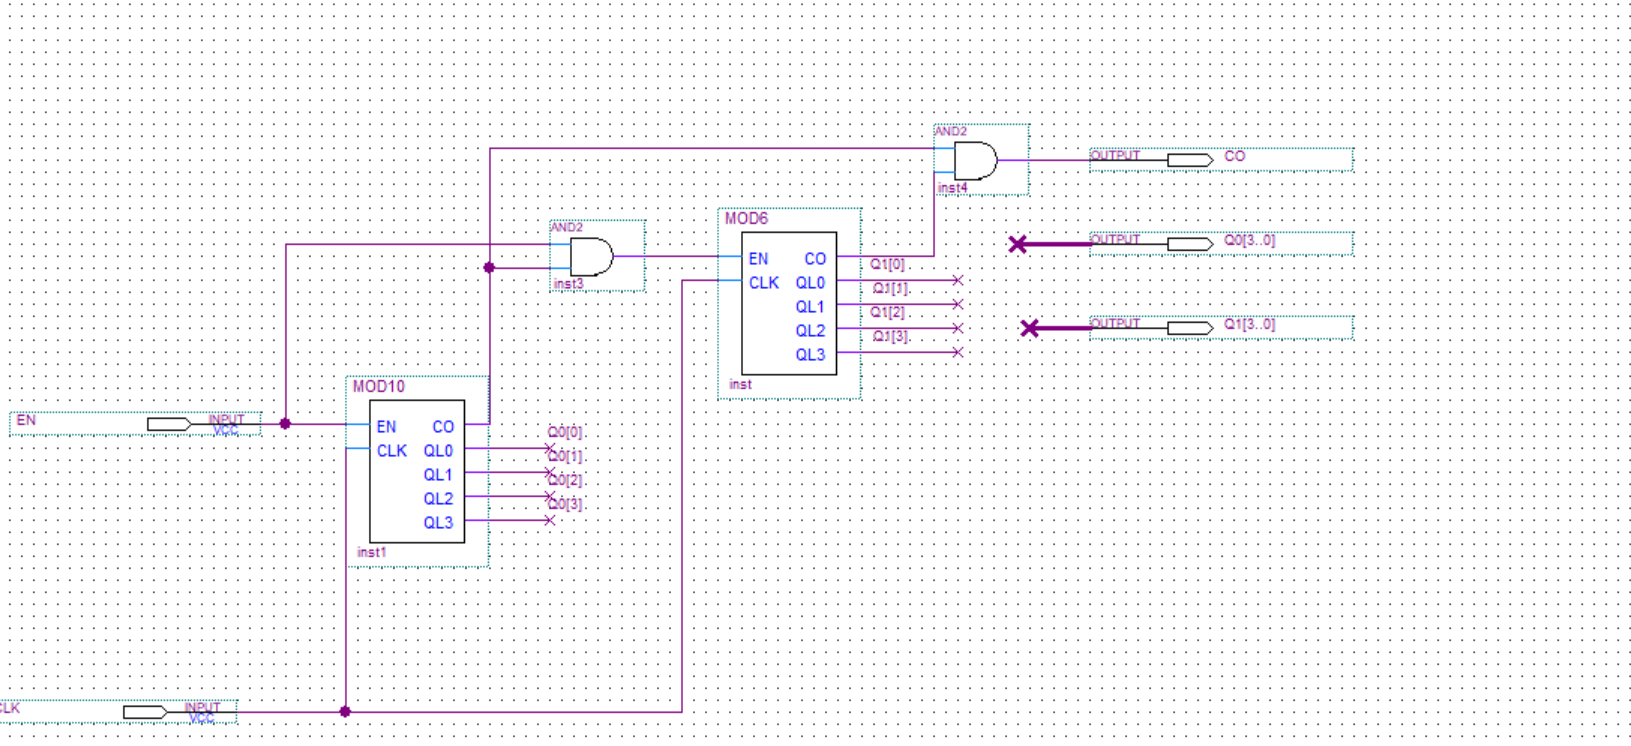 AND2
OUTPUT CO
inst4
MOD6
AND2
OUTPUT Q0[3..0]
EN CO
Q1[0]
inst3
CLK QL0
Q1[1]
QL1
Q1[2]
OUTPUT Q1[3..0]
QL2
Q1[3]
QL3
inst
MOD10
EN INPUT
VCC
EN CO
Q0[0]
CLK QL0
Q0[1]
QL1
Q0[2]
QL2
Q0[3]
QL3
inst1
CLK INPUT
VCC